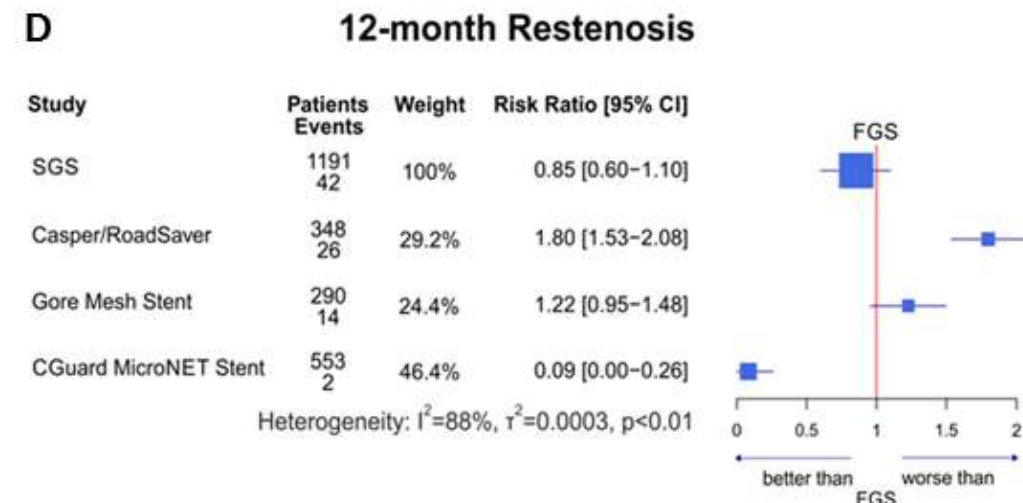 D
12-month Restenosis
Study Patients Events Weight Risk Ratio [95% CI]
FGS
SGS 1191 42 100% 0.85 [0.60−1.10]
Casper/RoadSaver 348 26 29.2% 1.80 [1.53−2.08]
Gore Mesh Stent 290 14 24.4% 1.22 [0.95−1.48]
CGuard MicroNET Stent 553 2 46.4% 0.09 [0.00−0.26]
Heterogeneity: I²=88%, τ²=0.0003, p<0.01
0 0.5 1 1.5 2
better than worse than
FGS